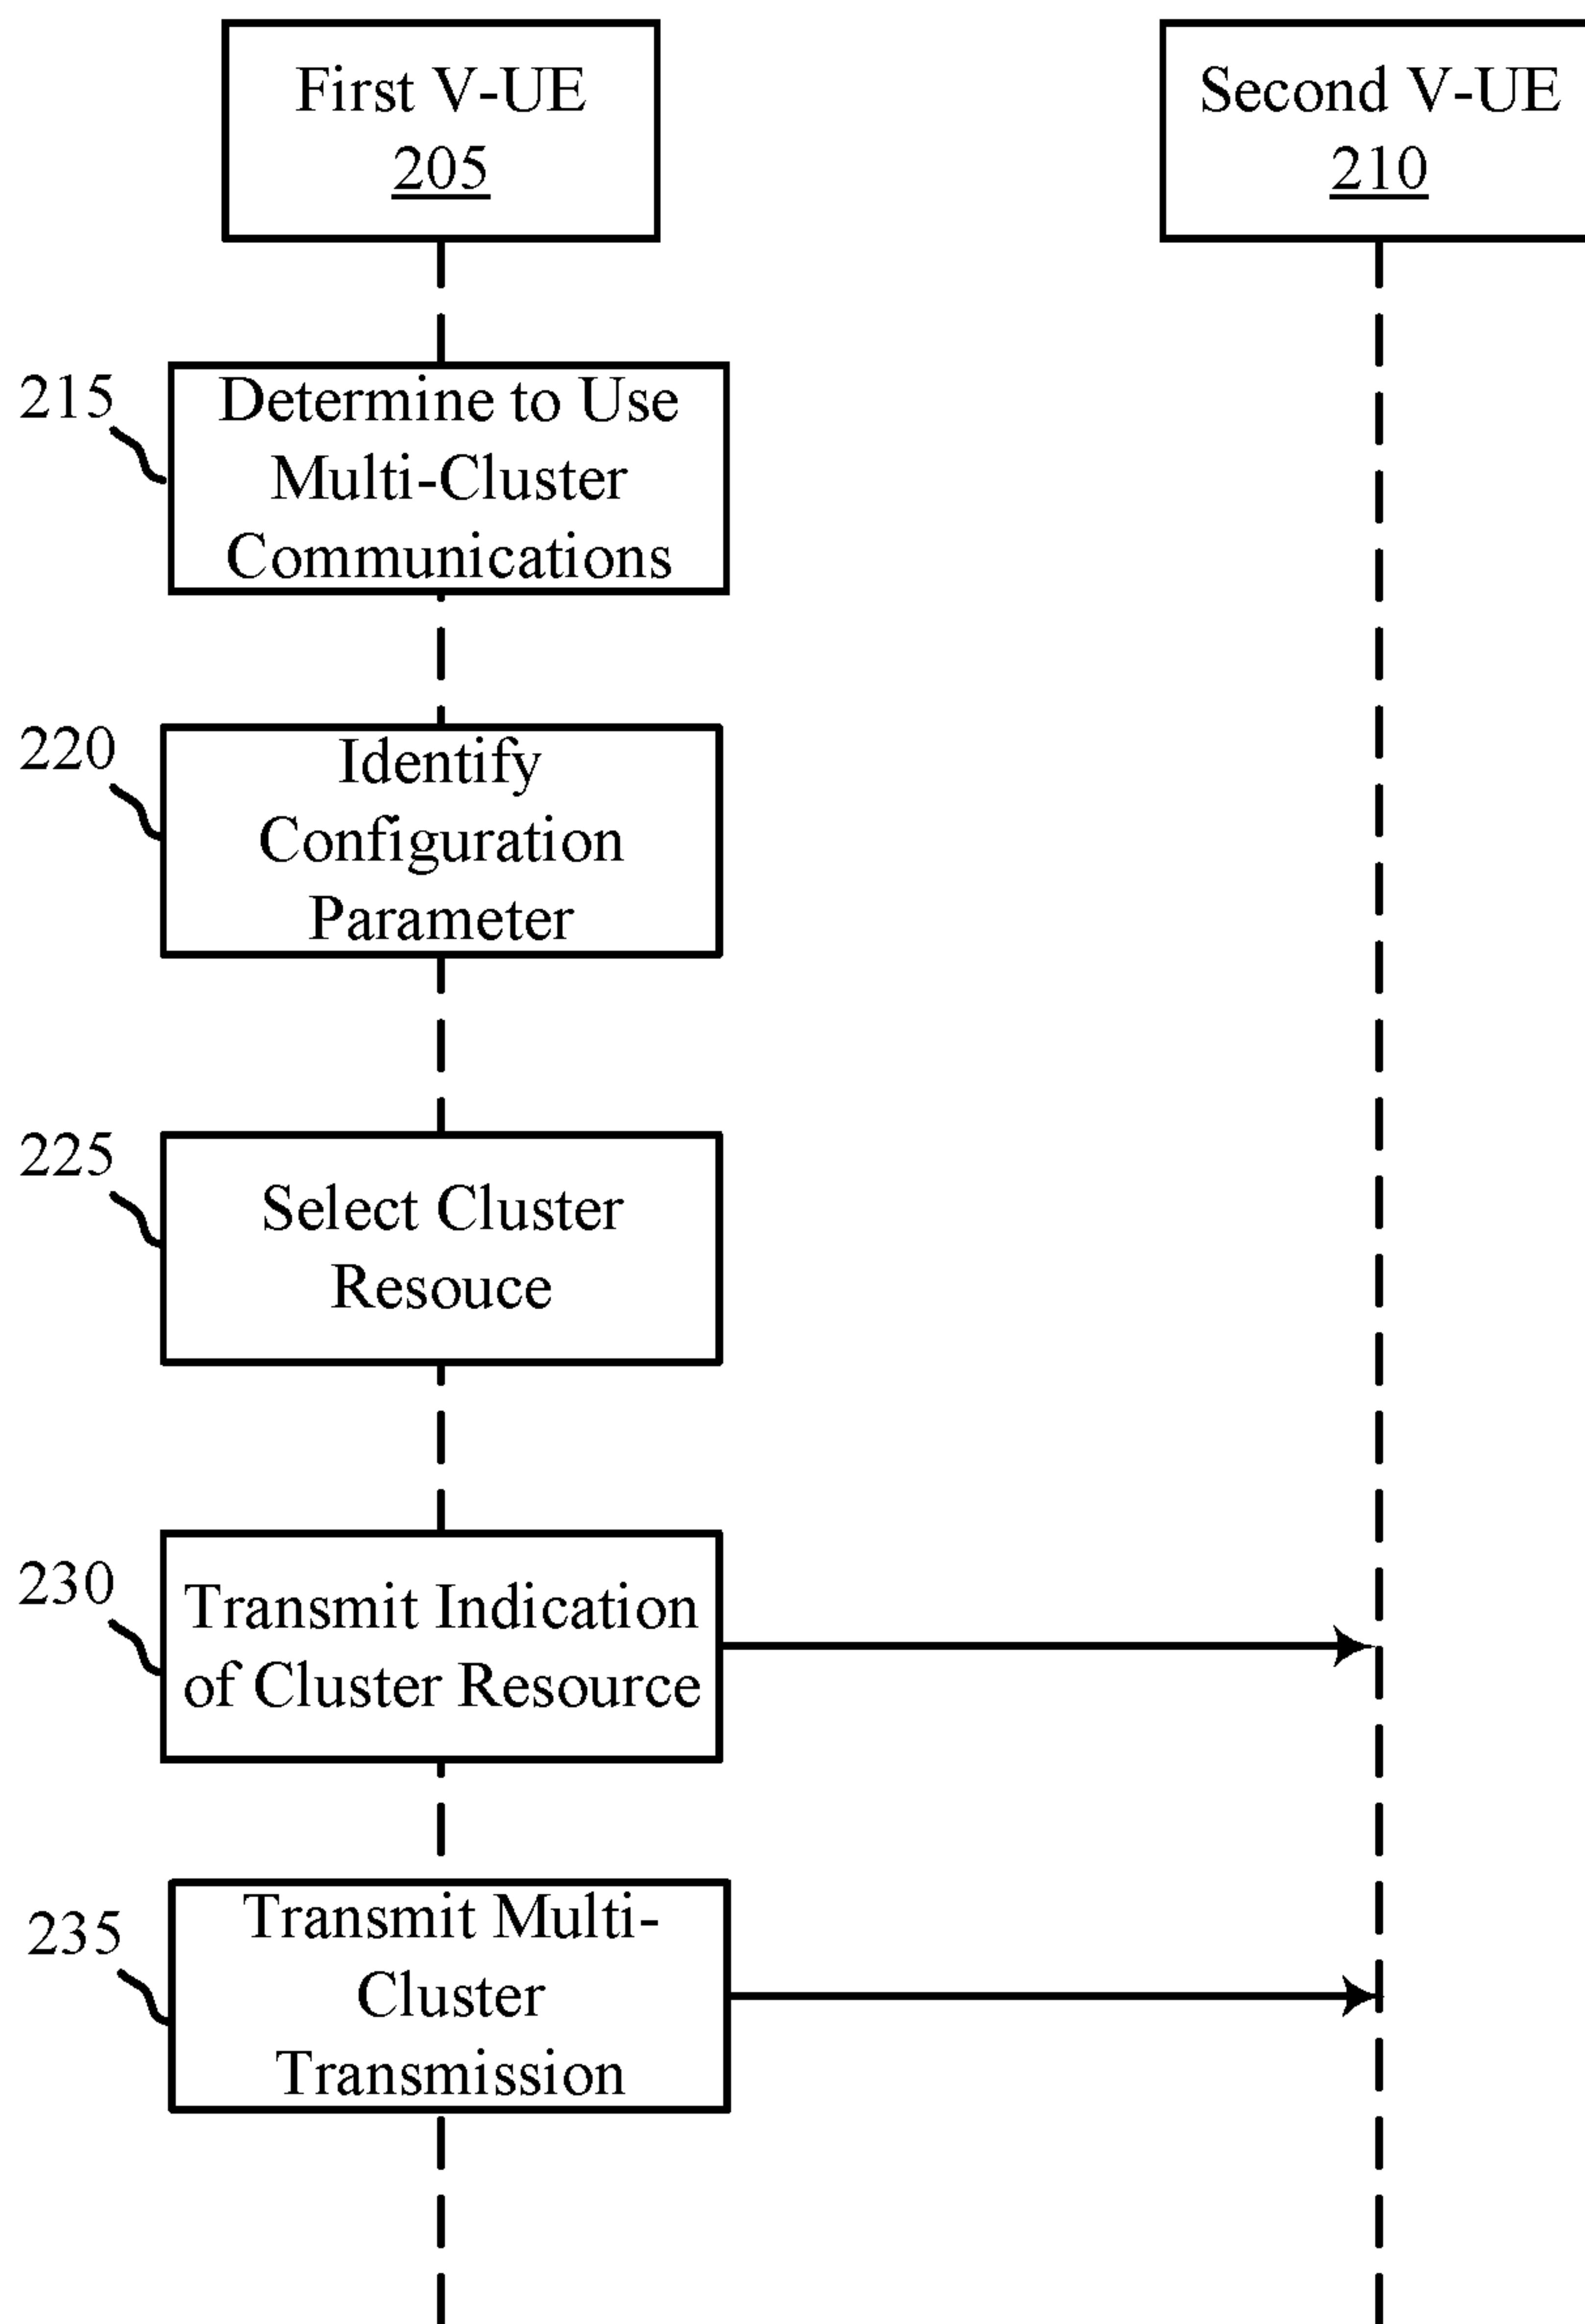 First V-UE
205
Second V-UE
210
215
Determine to Use
Multi-Cluster
Communications
220
Identify
Configuration
Parameter
225
Select Cluster
Resouce
230
Transmit Indication
of Cluster Resource
235
Transmit Multi-
Cluster
Transmission